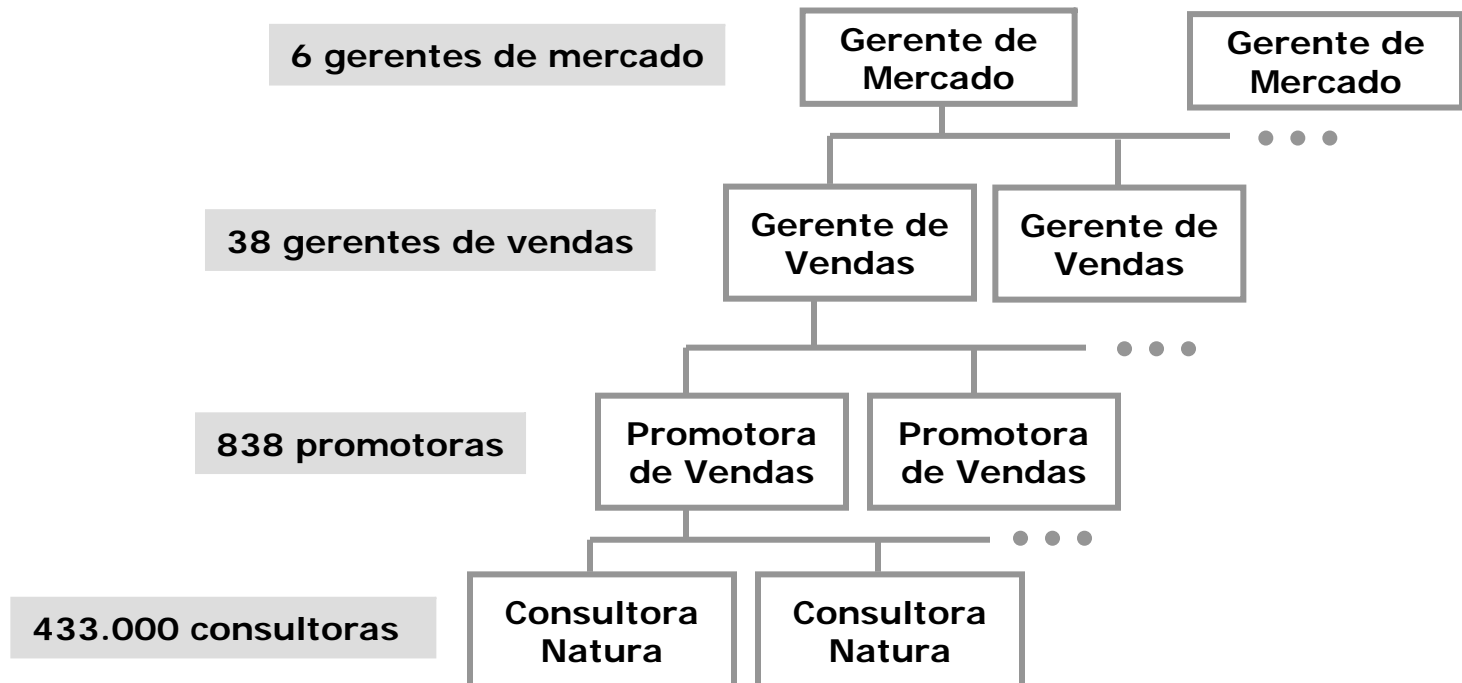 6 gerentes de mercado
Gerente de
Mercado
Gerente de
Mercado
38 gerentes de vendas
Gerente de
Vendas
Gerente de
Vendas
838 promotoras
Promotora
de Vendas
Promotora
de Vendas
433.000 consultoras
Consultora
Natura
Consultora
Natura